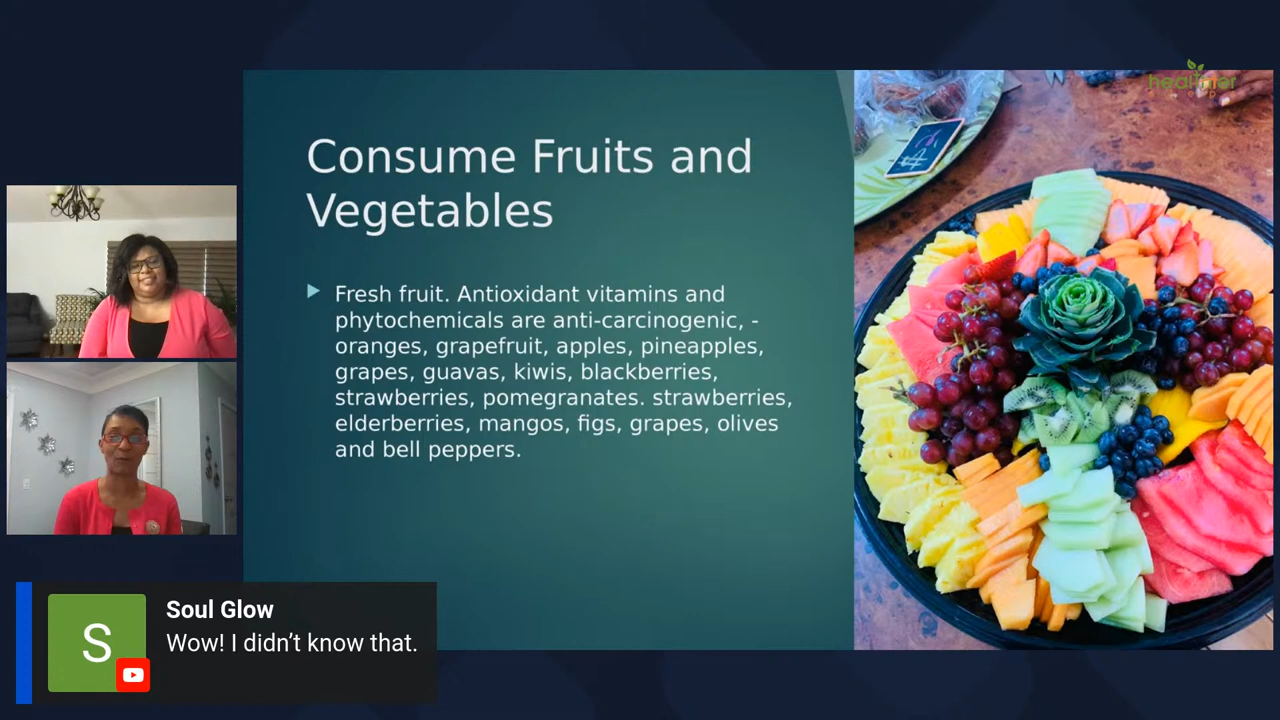 healthier
Consume Fruits and
Vegetables
Fresh fruit. Antioxidant vitamins and
phytochemicals are anti-carcinogenic, -
oranges, grapefruit, apples, pineapples,
grapes, guavas, kiwis, blackberries,
strawberries, pomegranates. strawberries,
elderberries, mangos, figs, grapes, olives
and bell peppers.
S
Soul Glow
Wow! I didn’t know that.